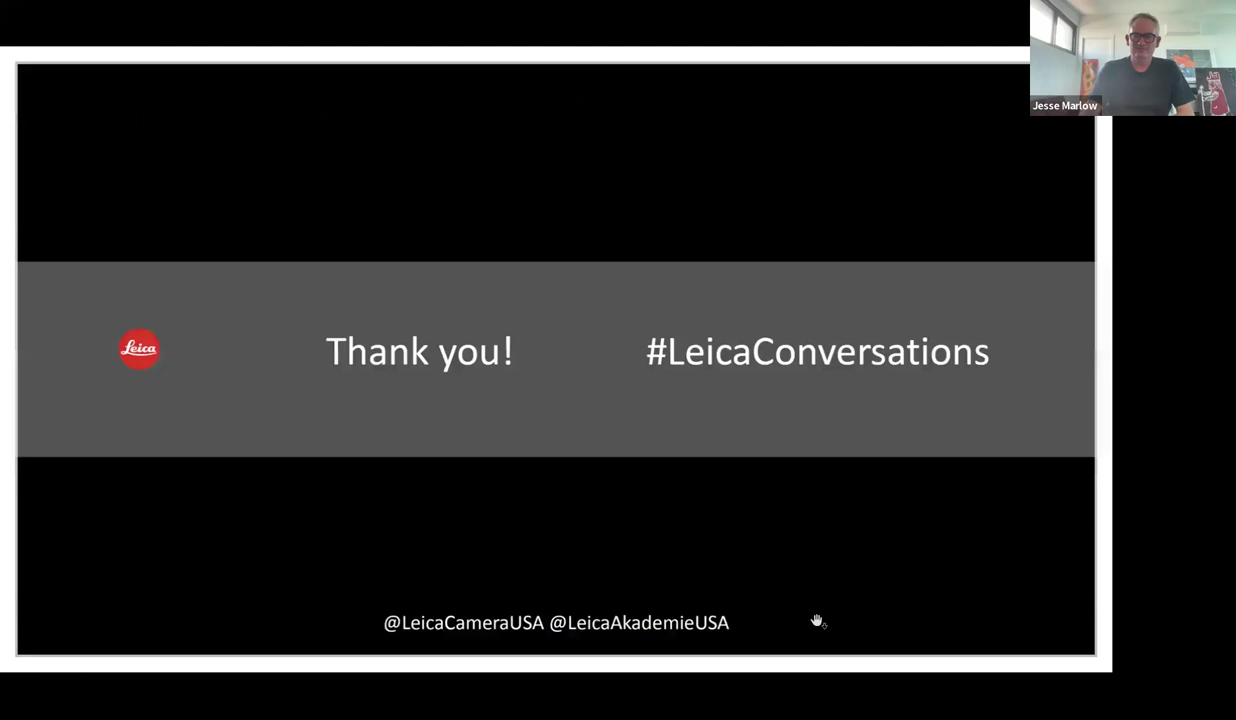 Jesse Marlow
Leica
Thank you!
#LeicaConversations
@LeicaCameraUSA @LeicaAkademieUSA